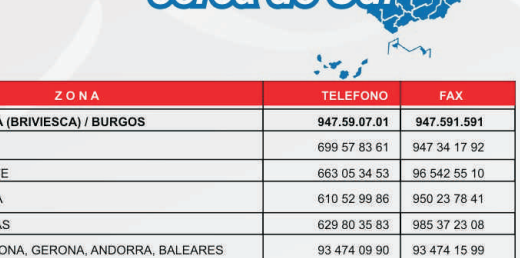 ZONA TELEFONO FAX
(BRIVIESCA) / BURGOS 947.59.07.01 947.591.591
699 57 83 61 947 34 17 92
663 05 34 53 96 542 55 10
610 52 99 86 950 23 78 41
629 80 35 83 985 37 23 08
GERONA, ANDORRA, BALEARES 93 474 09 90 93 474 15 99